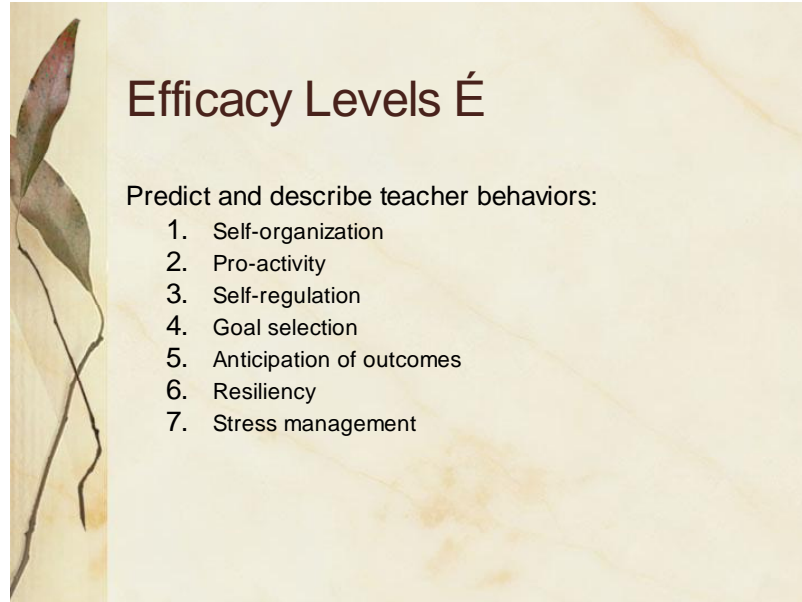 Efficacy Levels É
Predict and describe teacher behaviors:
1. Self-organization
2. Pro-activity
3. Self-regulation
4. Goal selection
5. Anticipation of outcomes
6. Resiliency
7. Stress management